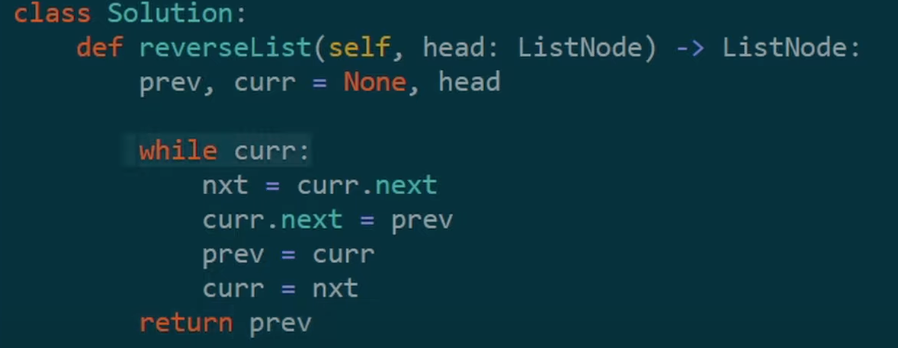 class Solution:
    def reverseList(self, head: ListNode) -> ListNode:
        prev, curr = None, head
        while curr:
            nxt = curr.next
            curr.next = prev
            prev = curr
            curr = nxt
        return prev